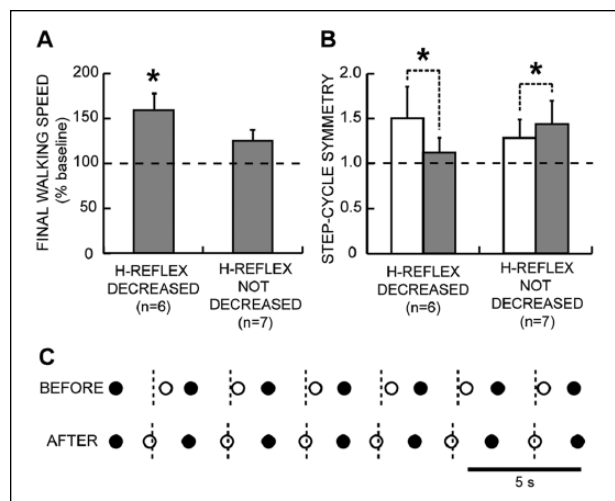 A
FINAL WALKING SPEED
(% baseline)
200
150
100
50
0
*
H-REFLEX
DECREASED
(n=6)
H-REFLEX
NOT
DECREASED
(n=7)
B
STEP-CYCLE SYMMETRY
2.0
1.5
1.0
0.5
0
*
*
H-REFLEX
DECREASED
(n=6)
H-REFLEX
NOT
DECREASED
(n=7)
C
BEFORE
AFTER
5 s